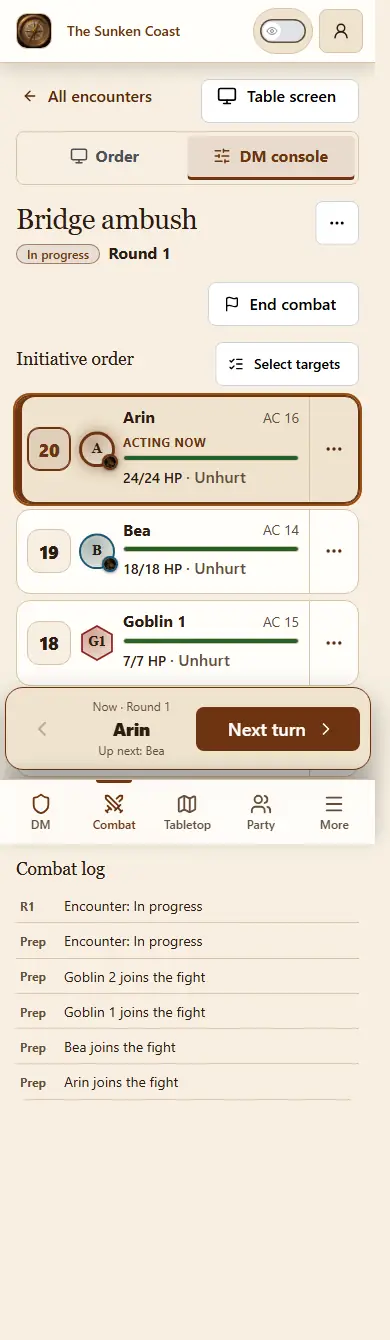 The Sunken Coast
All encounters
Table screen
Order
DM console
Bridge ambush
In progress
Round 1
End combat
Initiative order
Select targets
20
A
Arin
AC 16
ACTING NOW
24/24 HP · Unhurt
19
B
Bea
AC 14
18/18 HP · Unhurt
18
G1
Goblin 1
AC 15
7/7 HP · Unhurt
Now · Round 1
Arin
Up next: Bea
Next turn
DM
Combat
Tabletop
Party
More
Combat log
R1 Encounter: In progress
Prep Encounter: In progress
Prep Goblin 2 joins the fight
Prep Goblin 1 joins the fight
Prep Bea joins the fight
Prep Arin joins the fight